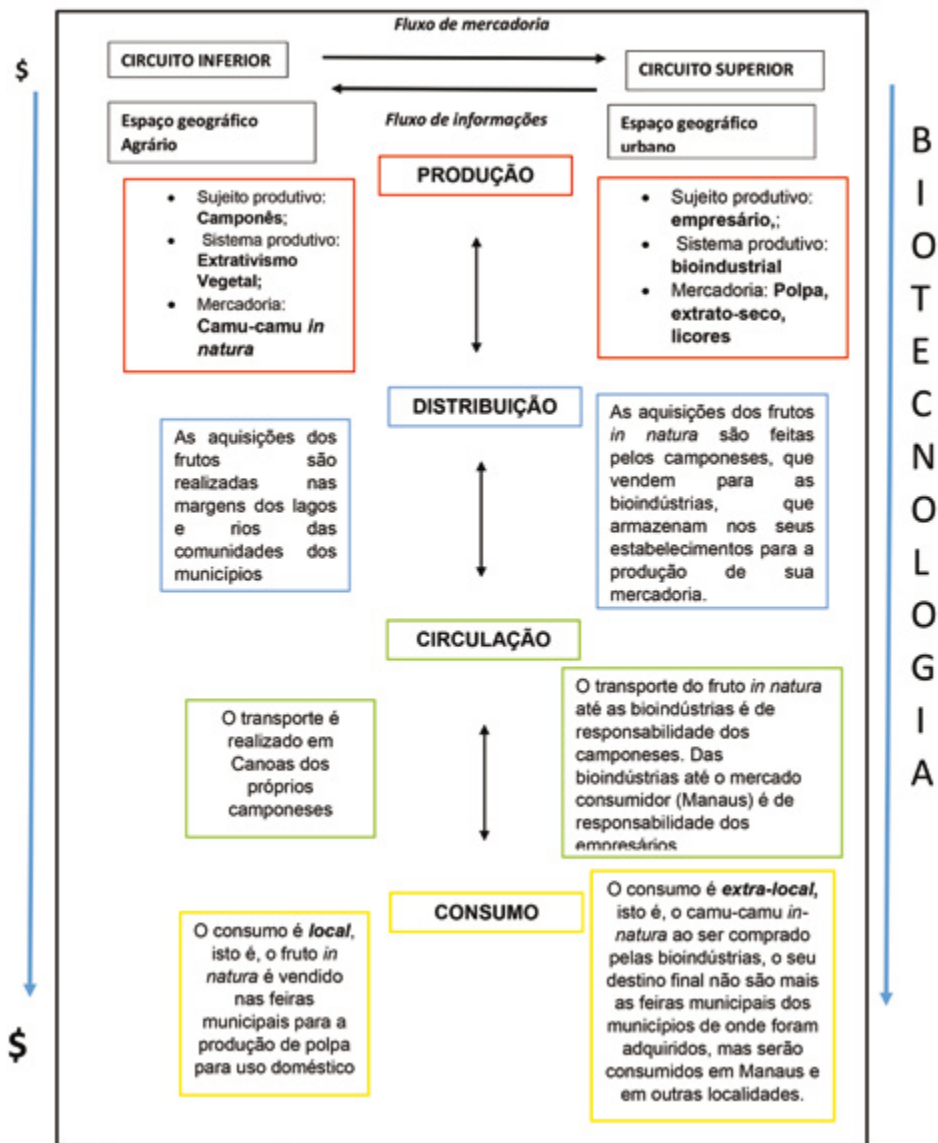 Fluxo de mercadoria
$
CIRCUITO INFERIOR
CIRCUITO SUPERIOR
Espaço geográfico
Agrário
Fluxo de informações
Espaço geográfico
urbano
PRODUÇÃO
• Sujeito produtivo:
Camponês;
• Sistema produtivo:
Extrativismo
Vegetal;
• Mercadoria:
Camu-camu in
natura
• Sujeito produtivo:
empresário,;
• Sistema produtivo:
bioindustrial
• Mercadoria: Polpa,
extrato-seco,
licores
DISTRIBUIÇÃO
As aquisições dos
frutos são
realizadas nas
margens dos lagos
e rios das
comunidades dos
municípios
As aquisições dos frutos
in natura são feitas
pelos camponeses, que
vendem para as
bioindústrias, que
armazenam nos seus
estabelecimentos para a
produção de sua
mercadoria.
CIRCULAÇÃO
O transporte é
realizado em
Canoas dos
próprios
camponeses
O transporte do fruto in natura
até as bioindústrias é de
responsabilidade dos
camponeses. Das
bioindústrias até o mercado
consumidor (Manaus) é de
responsabilidade dos
empresários
CONSUMO
O consumo é local,
isto é, o fruto in
natura é vendido
nas feiras
municipais para a
produção de polpa
para uso doméstico
O consumo é extra-local,
isto é, o camu-camu in-
natura ao ser comprado
pelas bioindústrias, o seu
destino final não são mais
as feiras municipais dos
municípios de onde foram
adquiridos, mas serão
consumidos em Manaus e
em outras localidades.
$
B
I
O
T
E
C
N
O
L
O
G
I
A